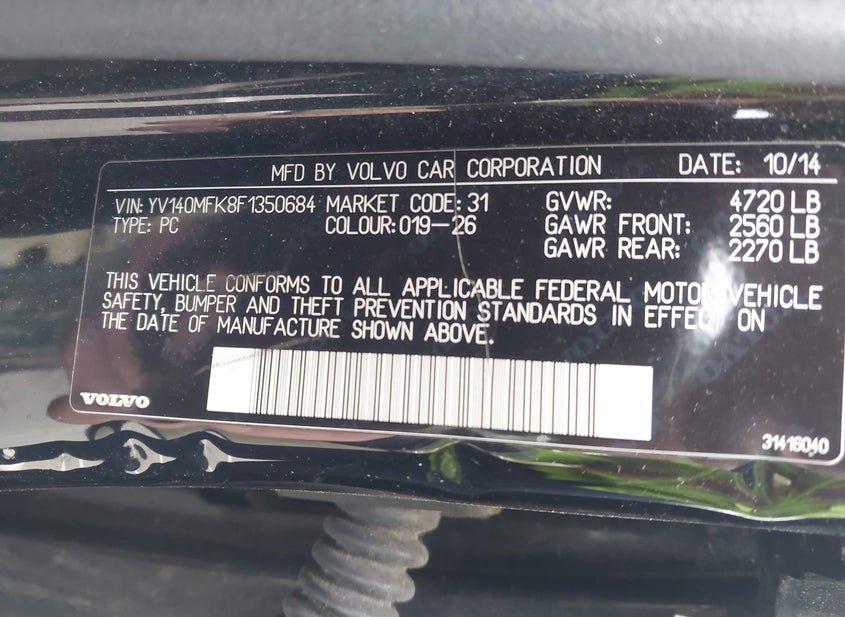 MFD BY VOLVO CAR CORPORATION DATE: 10/14
VIN: YV140MFK8F1350684 MARKET CODE: 31 GVWR: 4720 LB
TYPE: PC COLOUR: 019-26 GAWR FRONT: 2560 LB
GAWR REAR: 2270 LB
THIS VEHICLE CONFORMS TO ALL APPLICABLE FEDERAL MOTOR VEHICLE
SAFETY, BUMPER AND THEFT PREVENTION STANDARDS IN EFFECT ON
THE DATE OF MANUFACTURE SHOWN ABOVE.
VOLVO
31416040